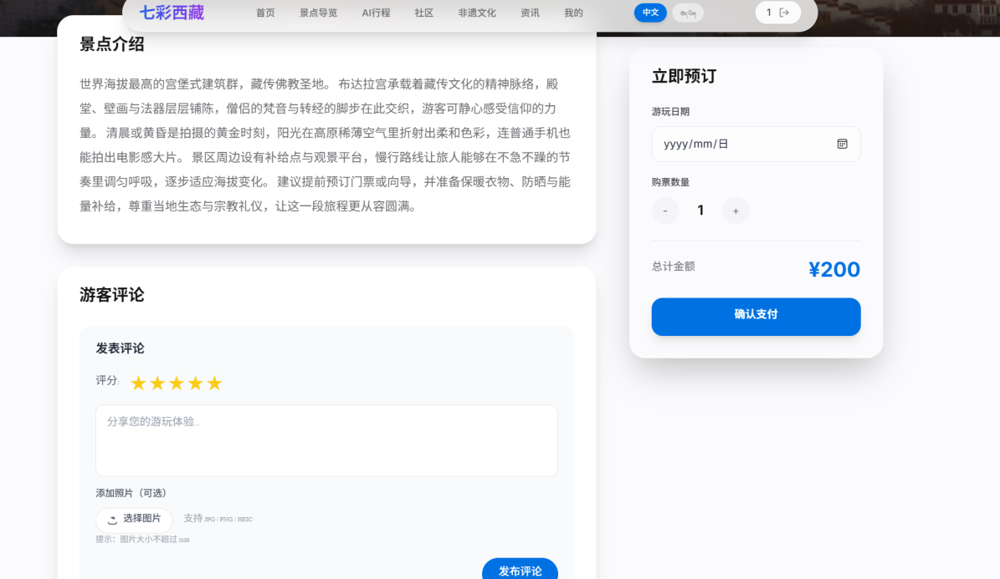 七彩西藏
首页 景点导览 AI行程 社区 非遗文化 资讯 我的
中文
1
景点介绍
世界海拔最高的宫堡式建筑群，藏传佛教圣地。 布达拉宫承载着藏传文化的精神脉络，殿
堂、壁画与法器层层铺陈，僧侣的梵音与转经的脚步在此交织，游客可静心感受信仰的力
量。 清晨或黄昏是拍摄的黄金时刻，阳光在高原稀薄空气里折射出柔和色彩，连普通手机也
能拍出电影感大片。 景区周边设有补给点与观景平台，慢行路线让旅人能够在不急不躁的节
奏里调匀呼吸，逐步适应海拔变化。 建议提前预订门票或向导，并准备保暖衣物、防晒与能
量补给，尊重当地生态与宗教礼仪，让这一段旅程更从容圆满。
游客评论
发表评论
评分:
分享您的游玩体验...
添加照片（可选）
选择图片 支持 JPG / PNG / HEIC
提示：图片大小不超过 5MB
发布评论
立即预订
游玩日期
yyyy/mm/日
购票数量
- 1 +
总计金额 ¥200
确认支付